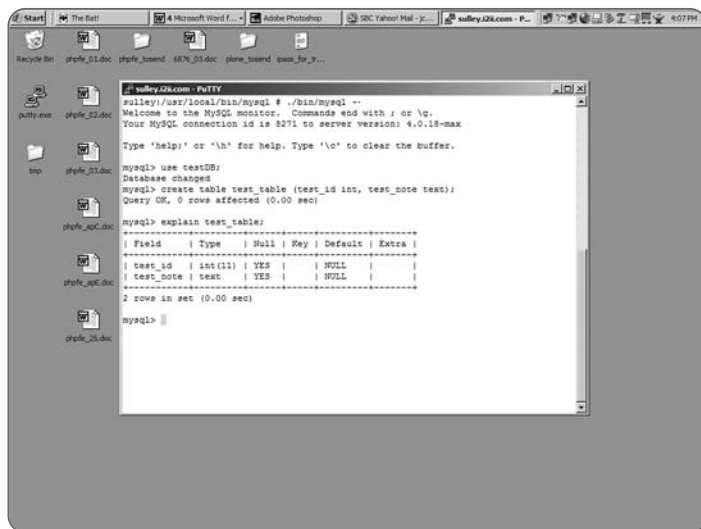 Start
The Bat!
4 Microsoft Word f...
Adobe Photoshop
SBC Yahoo! Mail - jc...
sulley.i2ii.com - P...
4:07 PM
Recycle Bin
phpfe_01.doc
phpfe_tosend
6876_03.doc
plone_tosend
ipass_for_tr...
putty.exe
phpfe_02.doc
tmp
phpfe_03.doc
phpfe_apC.doc
phpfe_apE.doc
phpfe_25.doc
sulley.i2ii.com - PuTTY
sulley:/usr/local/bin/mysql # ./bin/mysql --
Welcome to the MySQL monitor.  Commands end with ; or \g.
Your MySQL connection id is 8271 to server version: 4.0.18-max
Type 'help;' or '\h' for help. Type '\c' to clear the buffer.
mysql> use testDB;
Database changed
mysql> create table test_table (test_id int, test_note text);
Query OK, 0 rows affected (0.00 sec)
mysql> explain test_table;
+-----------+---------+------+-----+---------+-------+
| Field     | Type    | Null | Key | Default | Extra |
+-----------+---------+------+-----+---------+-------+
| test_id   | int(11) | YES  |     | NULL    |       |
| test_note | text    | YES  |     | NULL    |       |
+-----------+---------+------+-----+---------+-------+
2 rows in set (0.00 sec)
mysql>